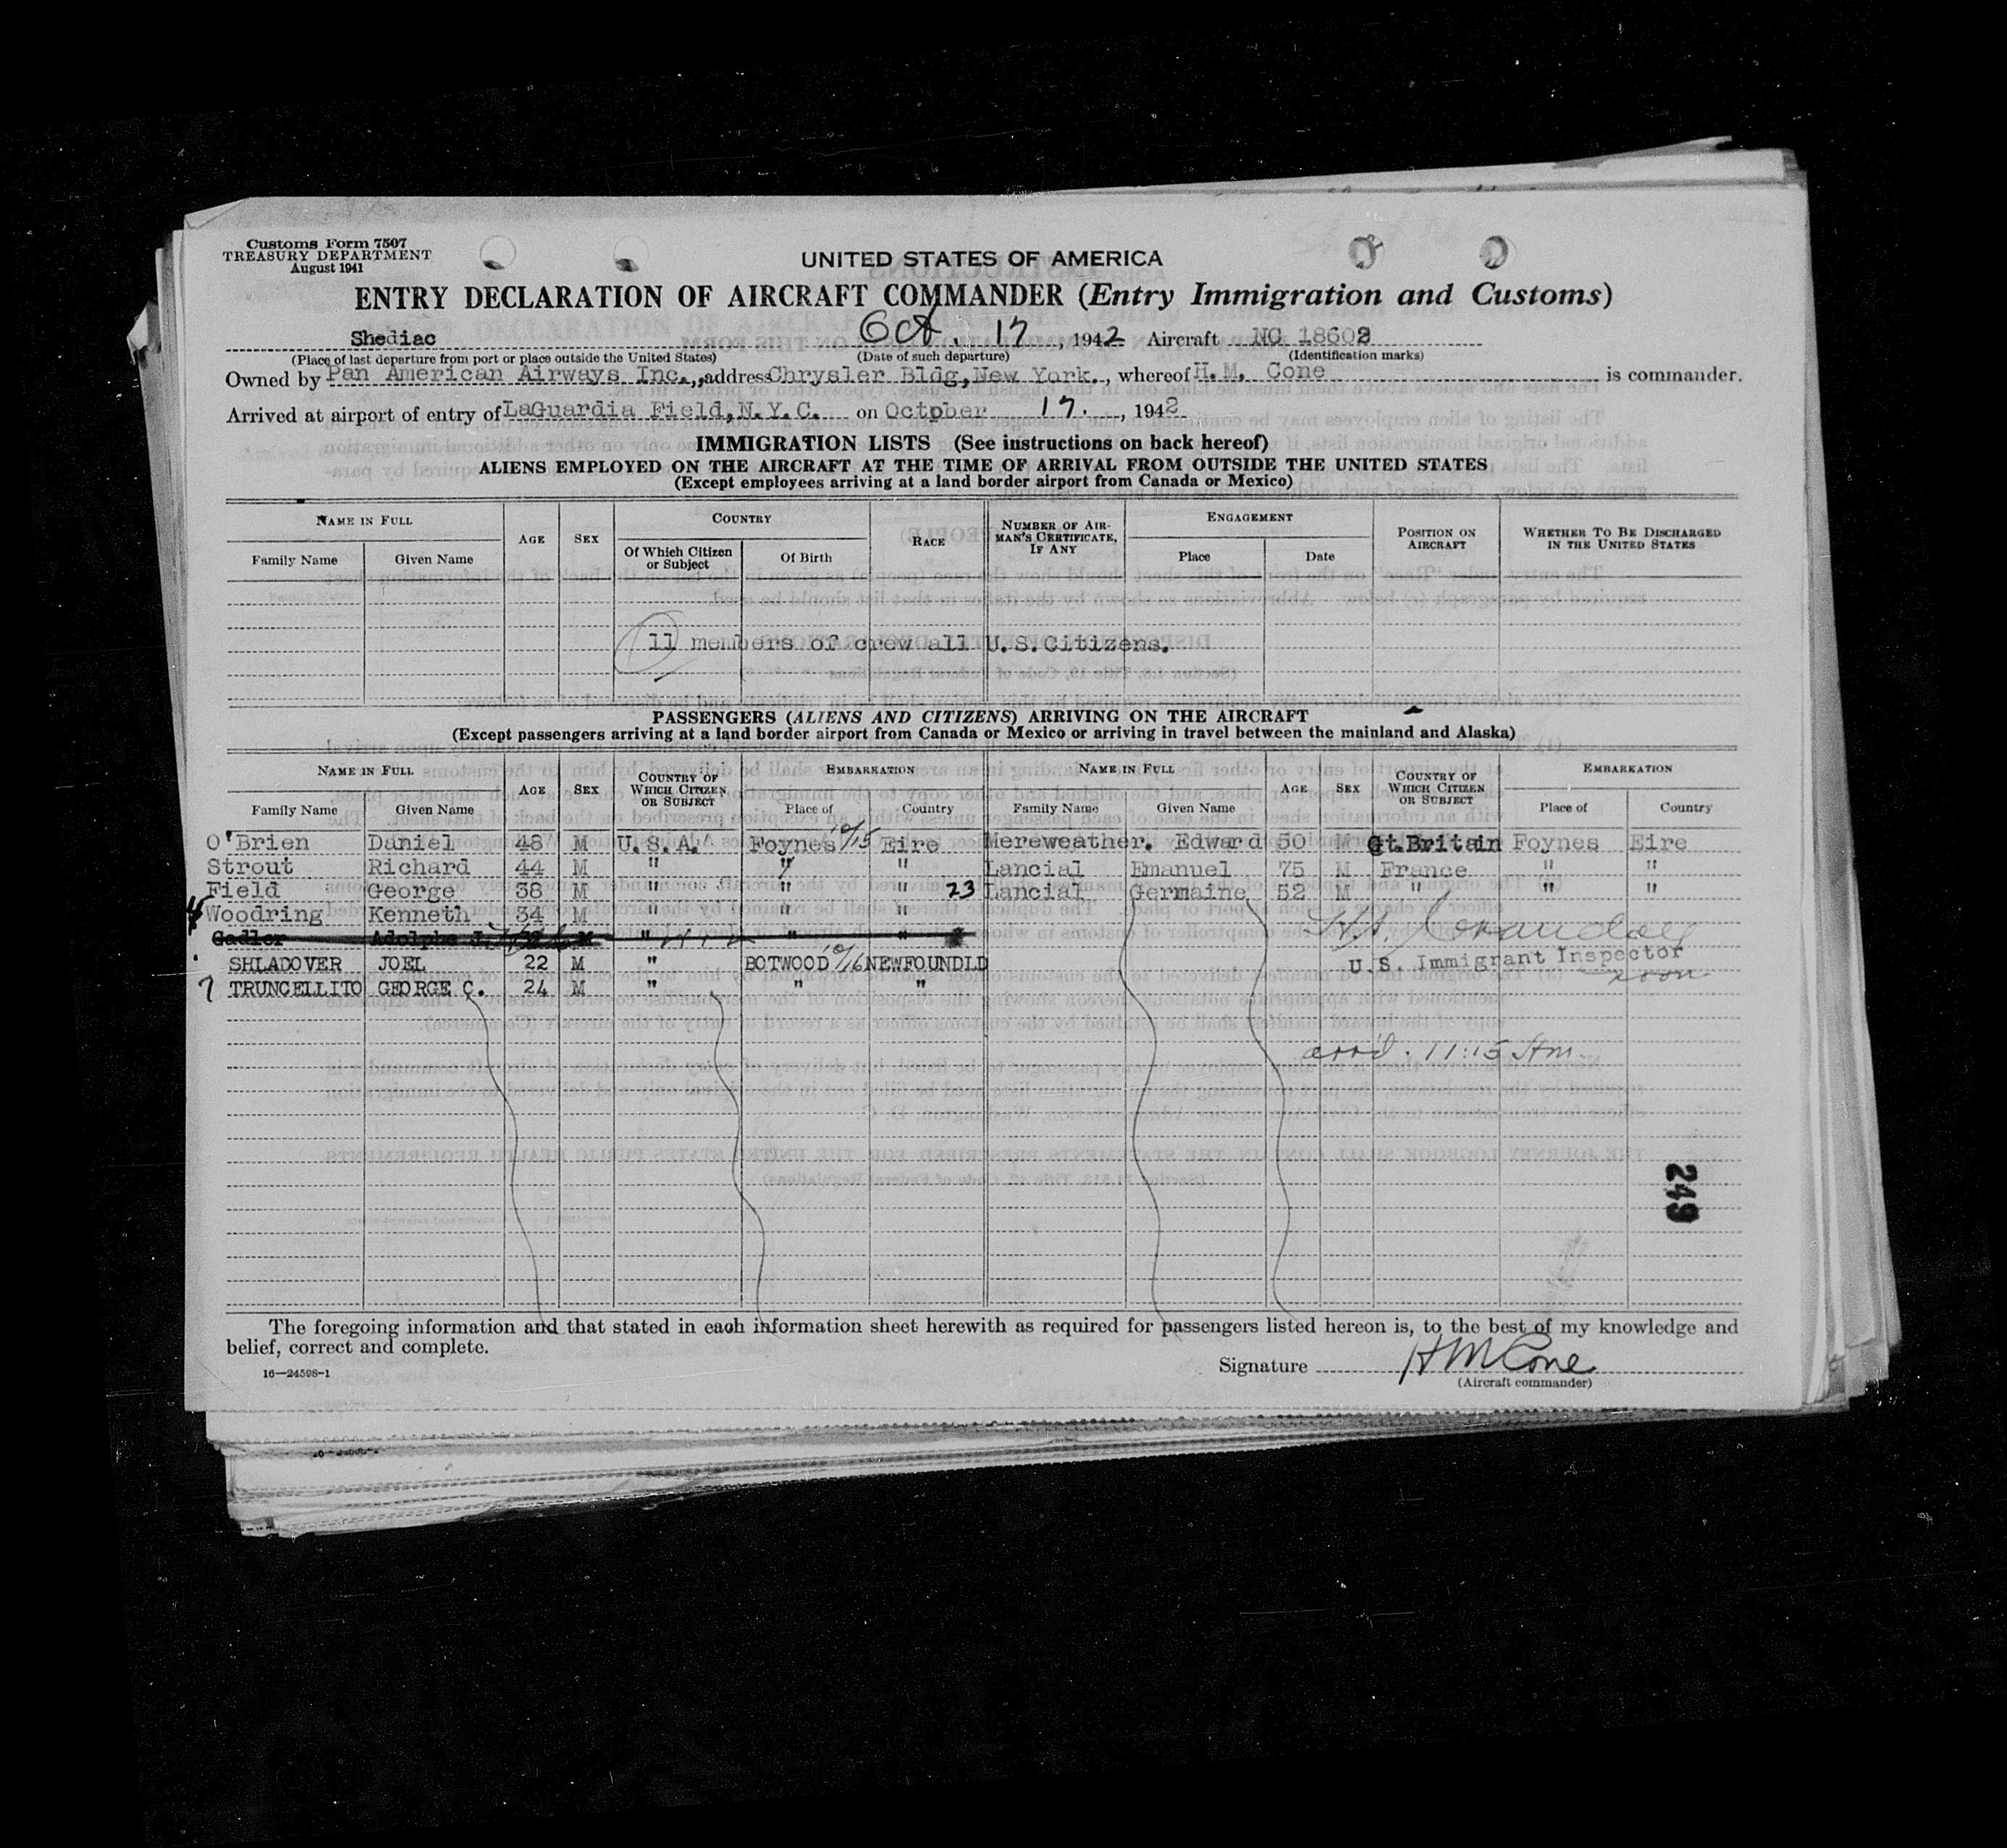 Customs Form 7507
TREASURY DEPARTMENT
August 1941
UNITED STATES OF AMERICA
ENTRY DECLARATION OF AIRCRAFT COMMANDER (Entry Immigration and Customs)
Shediac Oct. 17, 1942 Aircraft NC 18602
(Place of last departure from port or place outside the United States) (Date of such departure) (Identification marks)
Owned by Pan American Airways Inc., address Chrysler Bldg, New York., whereof H.M. Cone is commander.
Arrived at airport of entry of LaGuardia Field, N.Y.C. on October 17., 1942
IMMIGRATION LISTS (See instructions on back hereof)
ALIENS EMPLOYED ON THE AIRCRAFT AT THE TIME OF ARRIVAL FROM OUTSIDE THE UNITED STATES
(Except employees arriving at a land border airport from Canada or Mexico)
NAME IN FULL AGE SEX COUNTRY RACE NUMBER OF AIRMAN'S CERTIFICATE, IF ANY ENGAGEMENT POSITION ON AIRCRAFT WHETHER TO BE DISCHARGED IN THE UNITED STATES
Family Name Given Name Of Which Citizen or Subject Of Birth Place Date
11 members of crew all U.S.Citizens.
PASSENGERS (ALIENS AND CITIZENS) ARRIVING ON THE AIRCRAFT
(Except passengers arriving at a land border airport from Canada or Mexico or arriving in travel between the mainland and Alaska)
NAME IN FULL AGE SEX COUNTRY OF WHICH CITIZEN OR SUBJECT EMBARKATION NAME IN FULL AGE SEX COUNTRY OF WHICH CITIZEN OR SUBJECT EMBARKATION
Family Name Given Name Place of Country Family Name Given Name Place of Country
O'Brien Daniel 48 M U.S.A. Foynes 10/15 Eire Mereweather. Edward 50 M Gt.Britain Foynes Eire
Strout Richard 44 M " " " Lancial Emanuel 75 M France " "
Field George 38 M " " " 23 Lancial Germaine 52 M " " "
Woodring Kenneth 34 M " " "
Gadler Adolphe J. M " " "
SHLADOVER JOEL 22 M " BOTWOOD 10/16 NEWFOUNDLD
U.S. Immigrant Inspector
7 TRUNCELLITO GEORGE C. 24 M " " "
arr'd. 11:15 Am.
249
The foregoing information and that stated in each information sheet herewith as required for passengers listed hereon is, to the best of my knowledge and
belief, correct and complete.
Signature HM Cone
16—24598-1 (Aircraft commander)